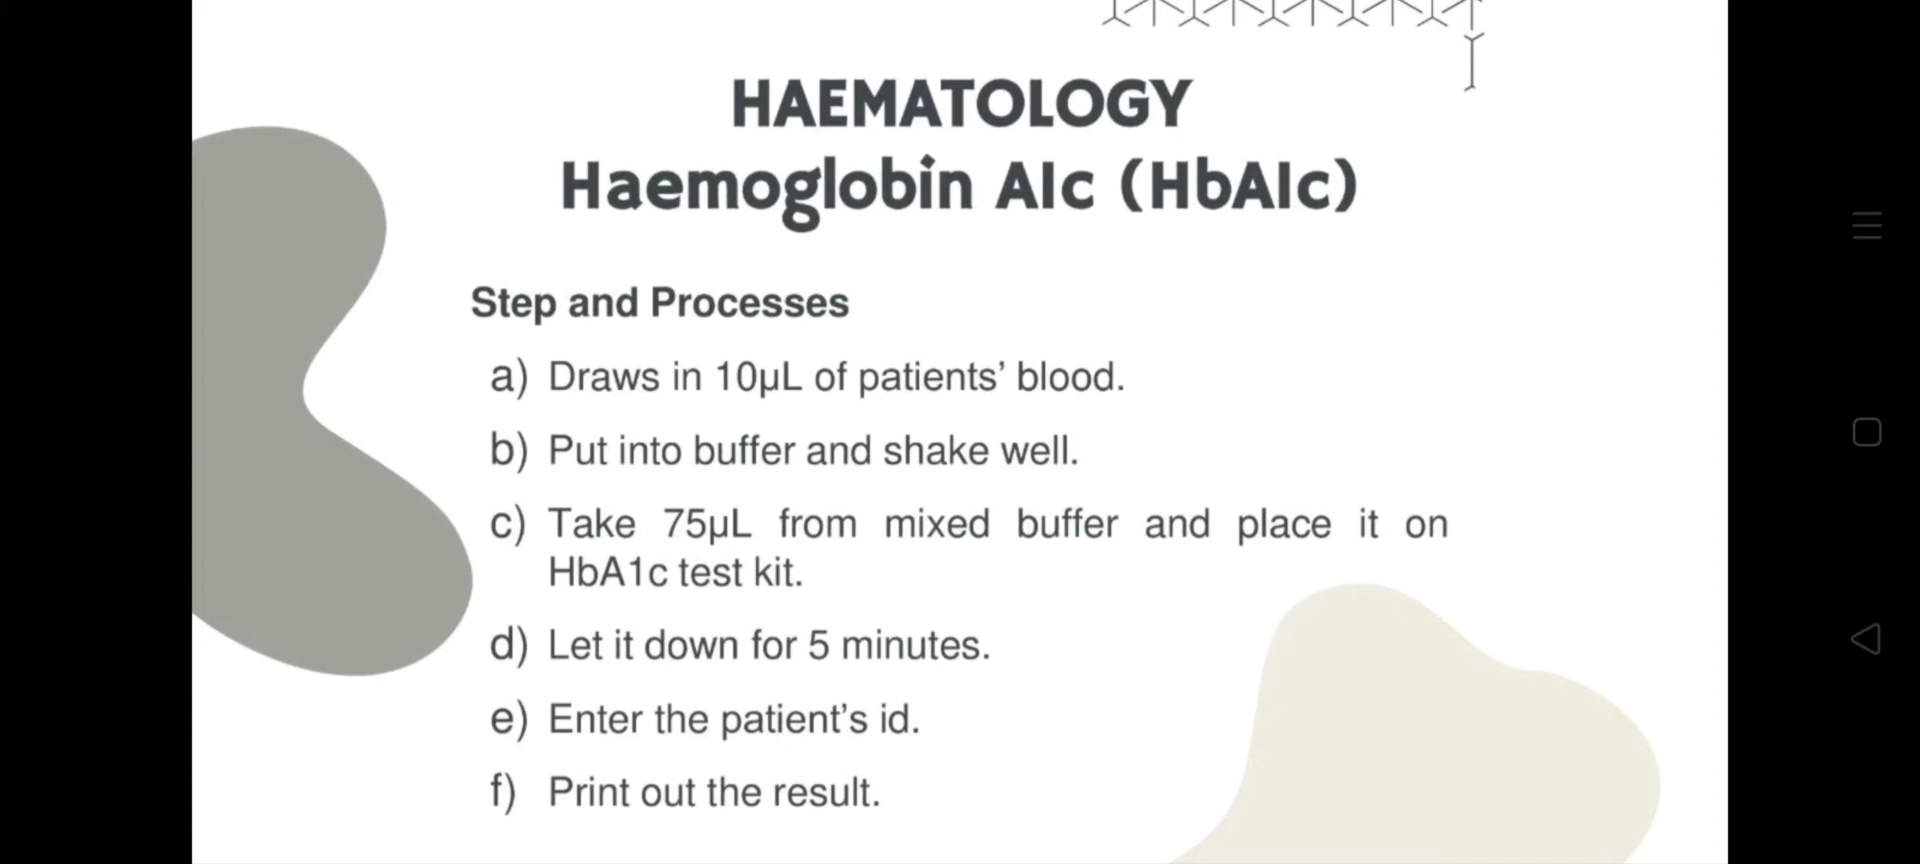 HAEMATOLOGY
Haemoglobin A1c (HbA1c)
Step and Processes
a) Draws in 10µL of patients’ blood.
b) Put into buffer and shake well.
c) Take 75µL from mixed buffer and place it on
HbA1c test kit.
d) Let it down for 5 minutes.
e) Enter the patient’s id.
f) Print out the result.